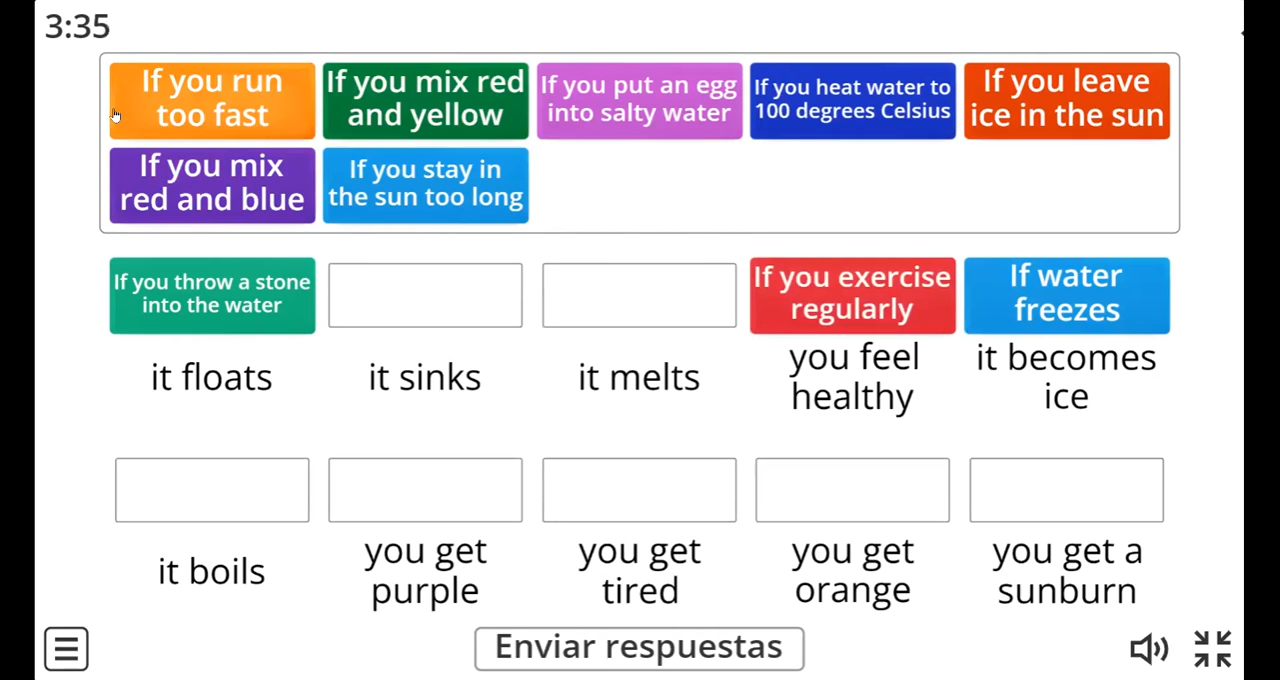 3:35
If you run
too fast
If you mix red
and yellow
If you put an egg
into salty water
If you heat water to
100 degrees Celsius
If you leave
ice in the sun
If you mix
red and blue
If you stay in
the sun too long
If you throw a stone
into the water
If you exercise
regularly
If water
freezes
it floats
it sinks
it melts
you feel
healthy
it becomes
ice
it boils
you get
purple
you get
tired
you get
orange
you get a
sunburn
Enviar respuestas